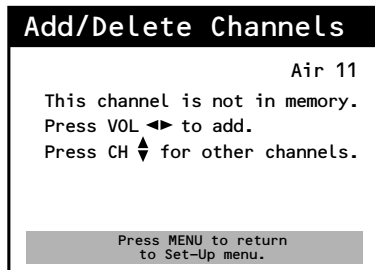 Add/Delete Channels
Air 11
This channel is not in memory.
Press VOL ◄► to add.
Press CH ▲▼ for other channels.
Press MENU to return
to Set-Up menu.